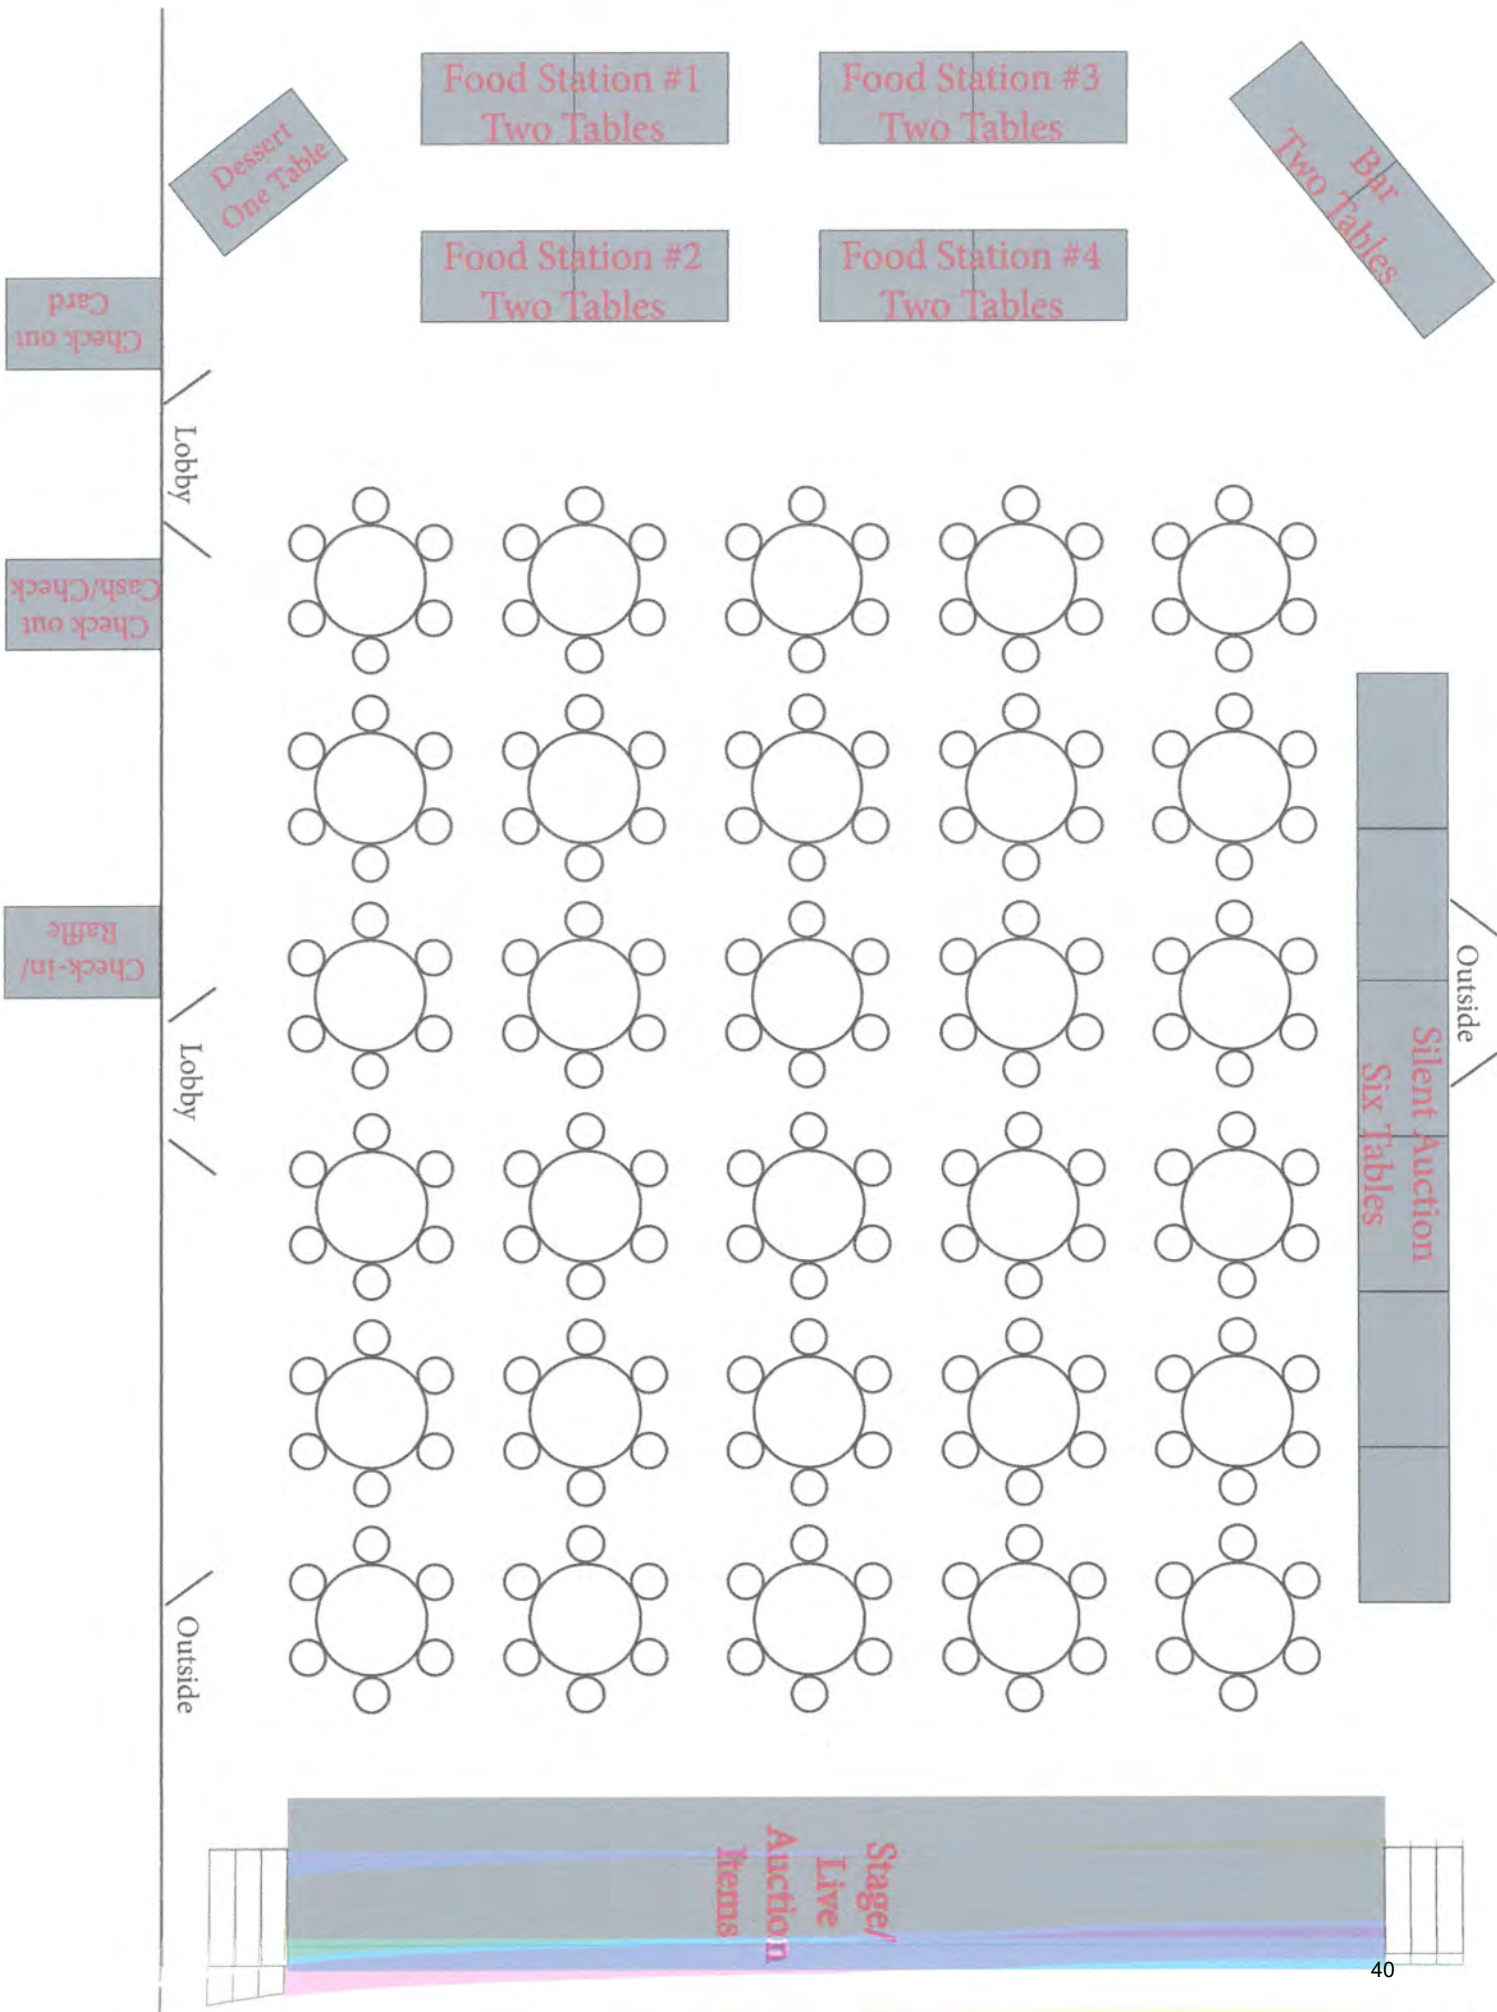 Food Station #1
Two Tables
Food Station #3
Two Tables
Dessert
One Table
Bar
Two Tables
Food Station #2
Two Tables
Food Station #4
Two Tables
Check out
Card
Lobby
Check out
Cash/Check
Check-in/
Raffle
Lobby
Outside
Silent Auction
Six Tables
Outside
Stage/
Live
Auction
Items
40